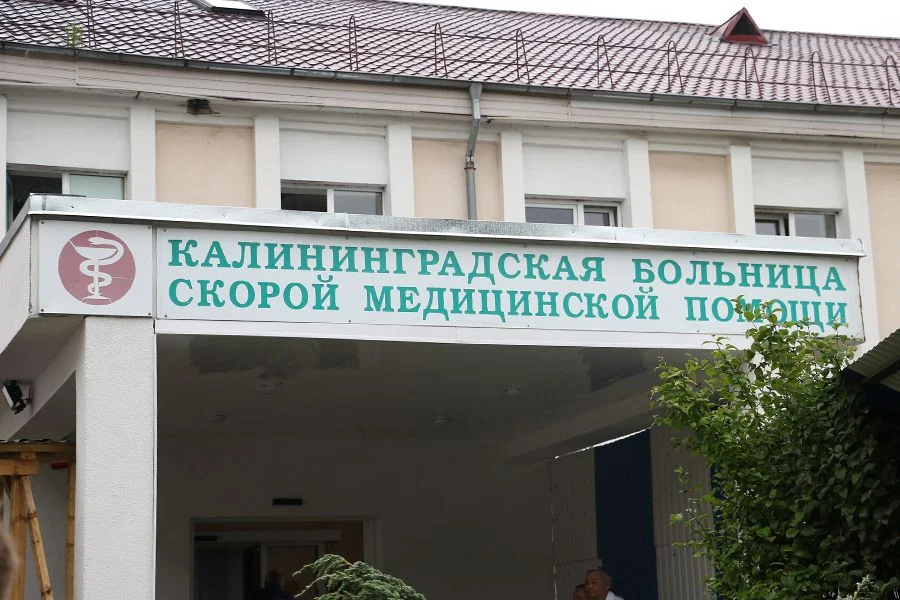 КАЛИНИНГРАДСКАЯ БОЛЬНИЦА
СКОРОЙ МЕДИЦИНСКОЙ ПОМОЩИ